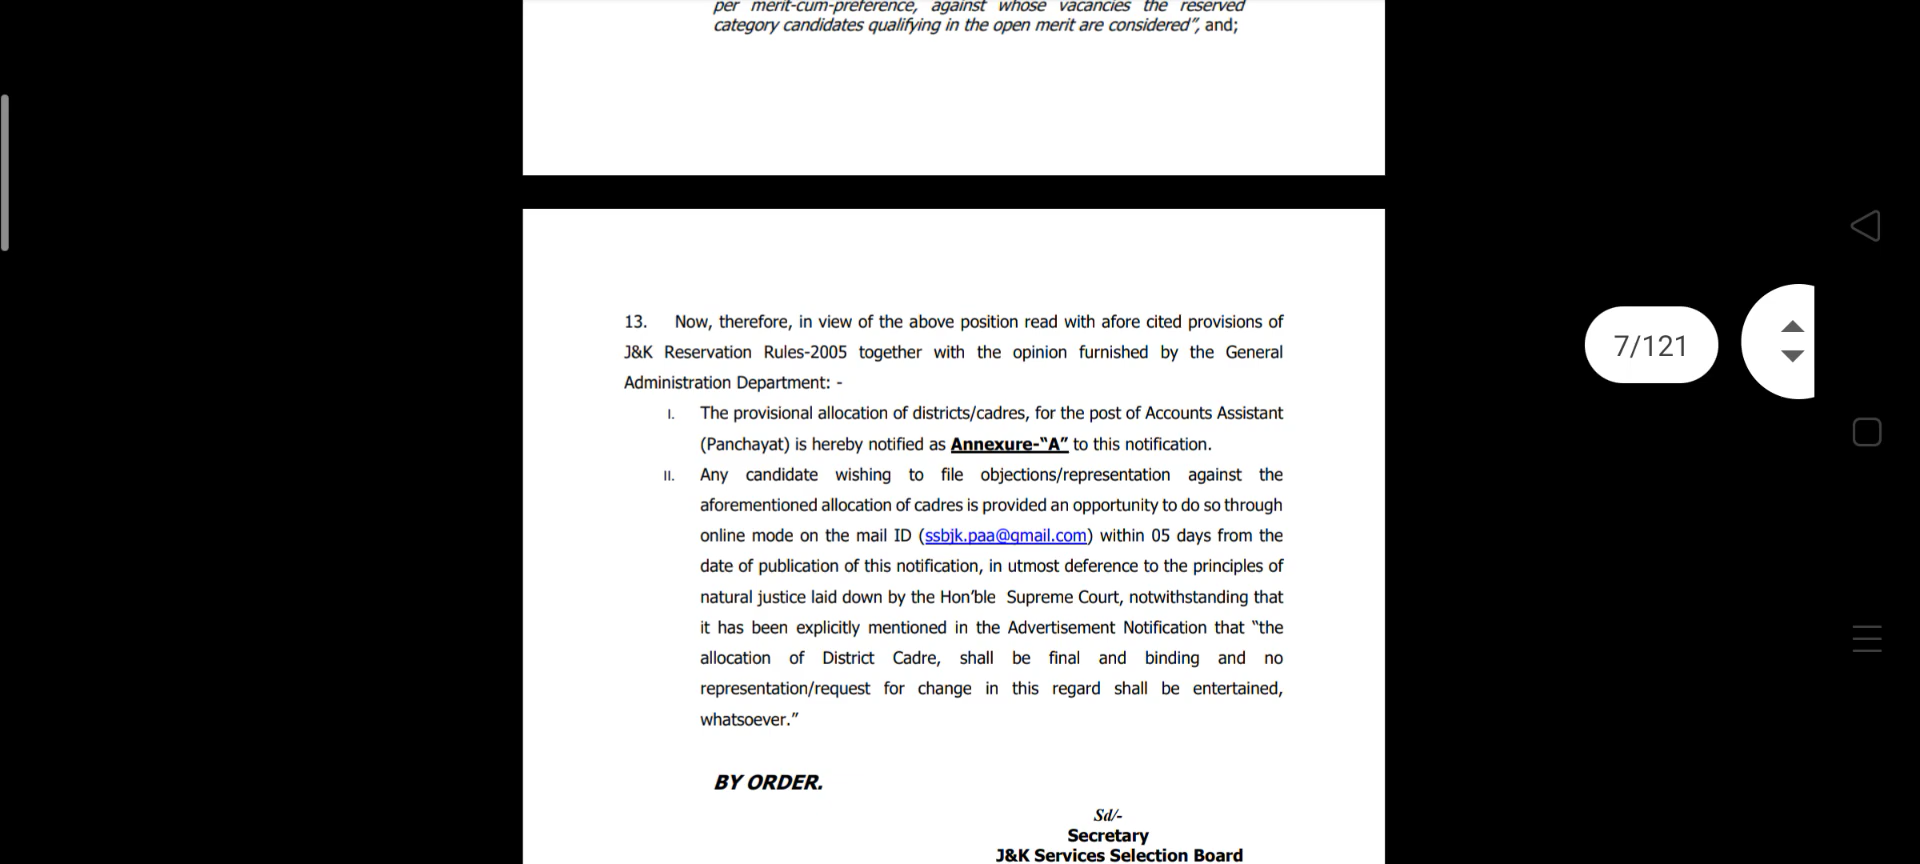 per merit-cum-preference, against whose vacancies the reserved
category candidates qualifying in the open merit are considered", and;
13. Now, therefore, in view of the above position read with afore cited provisions of
J&K Reservation Rules-2005 together with the opinion furnished by the General
Administration Department: -
I. The provisional allocation of districts/cadres, for the post of Accounts Assistant
(Panchayat) is hereby notified as Annexure-“A” to this notification.
II. Any candidate wishing to file objections/representation against the
aforementioned allocation of cadres is provided an opportunity to do so through
online mode on the mail ID (ssbjk.paa@gmail.com) within 05 days from the
date of publication of this notification, in utmost deference to the principles of
natural justice laid down by the Hon’ble Supreme Court, notwithstanding that
it has been explicitly mentioned in the Advertisement Notification that “the
allocation of District Cadre, shall be final and binding and no
representation/request for change in this regard shall be entertained,
whatsoever.”
BY ORDER.
Sd/-
Secretary
J&K Services Selection Board
7/121